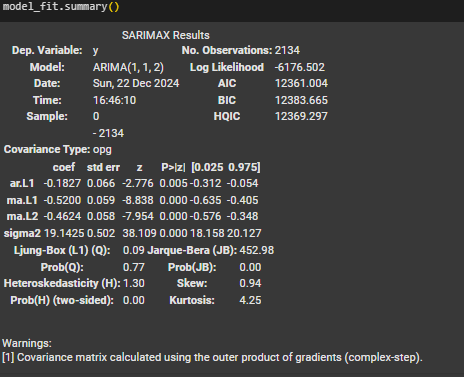 model_fit.summary()
SARIMAX Results
Dep. Variable: y No. Observations: 2134
Model: ARIMA(1, 1, 2) Log Likelihood -6176.502
Date: Sun, 22 Dec 2024 AIC 12361.004
Time: 16:46:10 BIC 12383.665
Sample: 0 HQIC 12369.297
- 2134
Covariance Type: opg
coef std err z P>|z| [0.025 0.975]
ar.L1 -0.1827 0.066 -2.776 0.005 -0.312 -0.054
ma.L1 -0.5200 0.059 -8.838 0.000 -0.635 -0.405
ma.L2 -0.4624 0.058 -7.954 0.000 -0.576 -0.348
sigma2 19.1425 0.502 38.109 0.000 18.158 20.127
Ljung-Box (L1) (Q): 0.09 Jarque-Bera (JB): 452.98
Prob(Q): 0.77 Prob(JB): 0.00
Heteroskedasticity (H): 1.30 Skew: 0.94
Prob(H) (two-sided): 0.00 Kurtosis: 4.25
Warnings:
[1] Covariance matrix calculated using the outer product of gradients (complex-step).